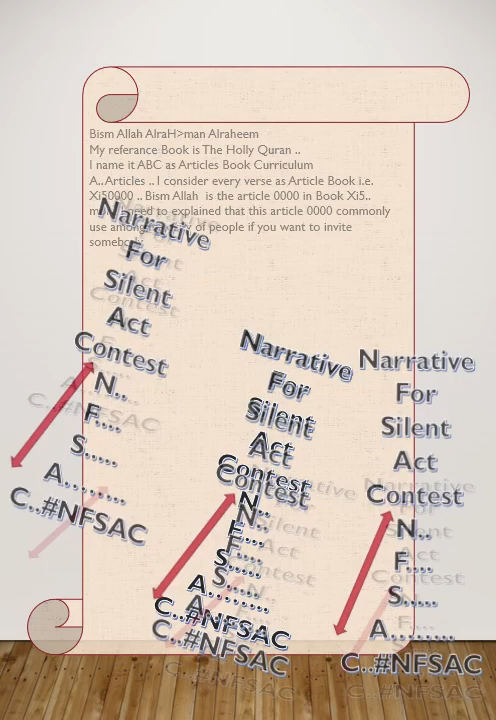 Bism Allah AlraH>man Alraheem
My referance Book is The Holly Quran ..
I name it ABC as Articles Book Curriculum
A.. Articles .. I consider every verse as Article Book i.e.
Xi50000 .. Bism Allah is the article 0000 in Book Xi5..
to explained that this article 0000 commonly
use of people if you want to invite
Narrative
For
Silent
Act
Contest
N..
F....
S.....
A.........
C..#NFSAC
Narrative
For
Silent
Act
Contest
N..
F....
S.....
A.........
C..#NFSAC
Narrative
For
Silent
Act
Contest
N..
F....
S.....
A.........
C..#NFSAC